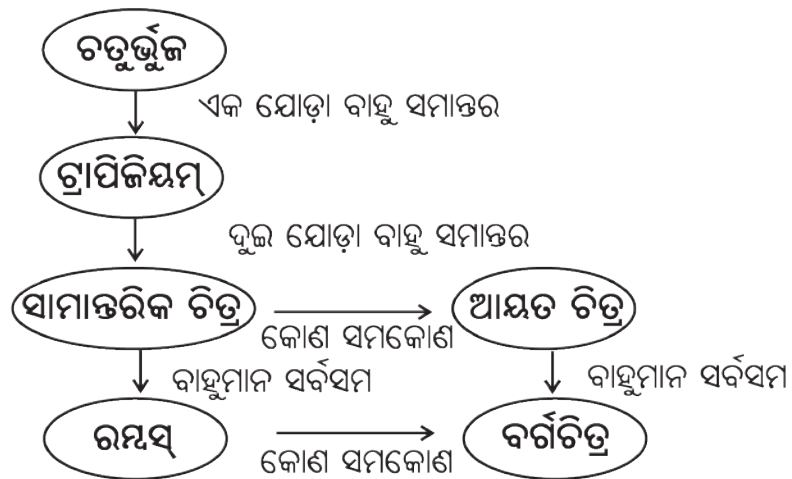 ଚତୁର୍ଭୁଜ
ଏକ ଯୋଡ଼ା ବାହୁ ସମାନ୍ତର
ଟ୍ରାପିଜିୟମ୍
ଦୁଇ ଯୋଡ଼ା ବାହୁ ସମାନ୍ତର
ସାମାନ୍ତରିକ ଚିତ୍ର
ଆୟତ ଚିତ୍ର
କୋଣ ସମକୋଣ
ବାହୁମାନ ସର୍ବସମ
ବାହୁମାନ ସର୍ବସମ
ରମ୍ବସ୍
ବର୍ଗଚିତ୍ର
କୋଣ ସମକୋଣ